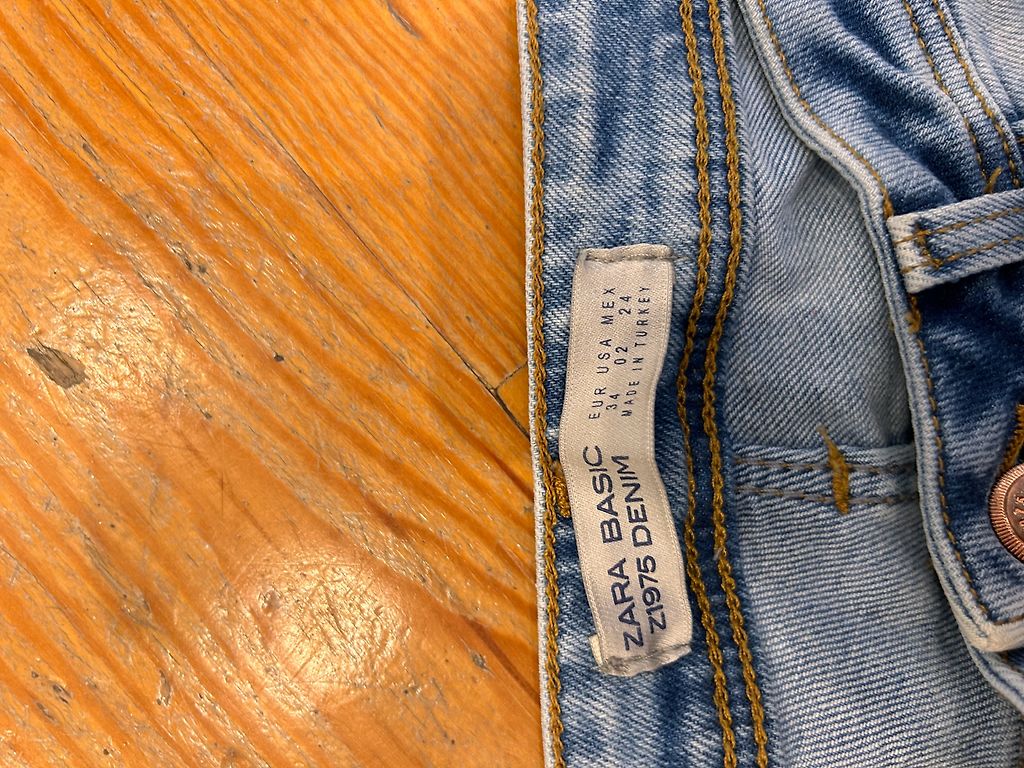 ZARA BASIC
Z1975 DENIM
EUR USA MEX
34 02 24
MADE IN TURKEY